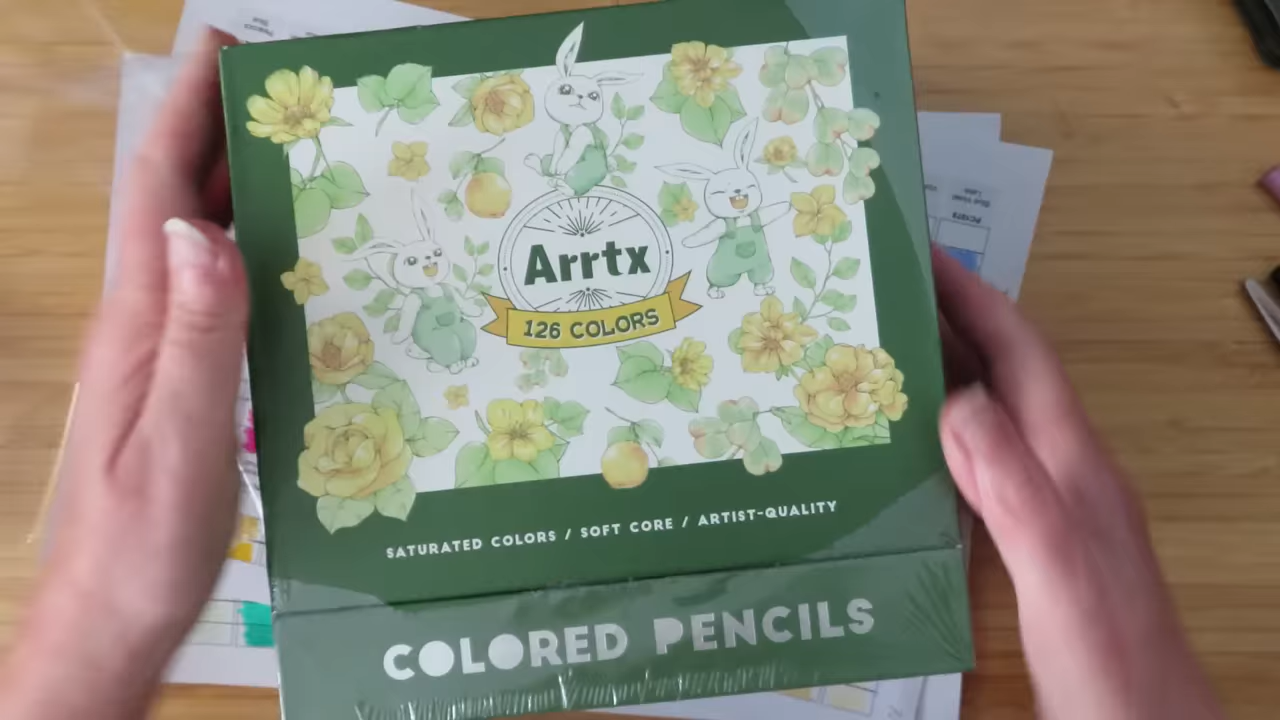 Arrtx
126 COLORS
SATURATED COLORS / SOFT CORE / ARTIST-QUALITY
COLORED PENCILS